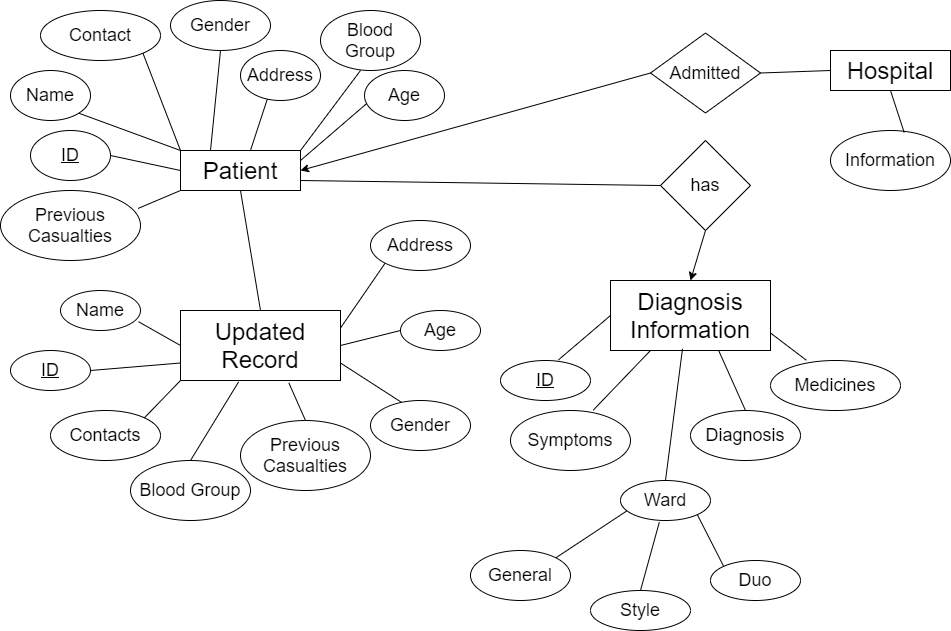 Contact
Gender
Blood
Group
Address
Name
Age
Admitted
Hospital
ID
Patient
Information
Previous
Casualties
has
Address
Name
Updated
Record
Age
Diagnosis
Information
ID
Contacts
Gender
ID
Medicines
Blood Group
Previous
Casualties
Symptoms
Diagnosis
Ward
General
Style
Duo